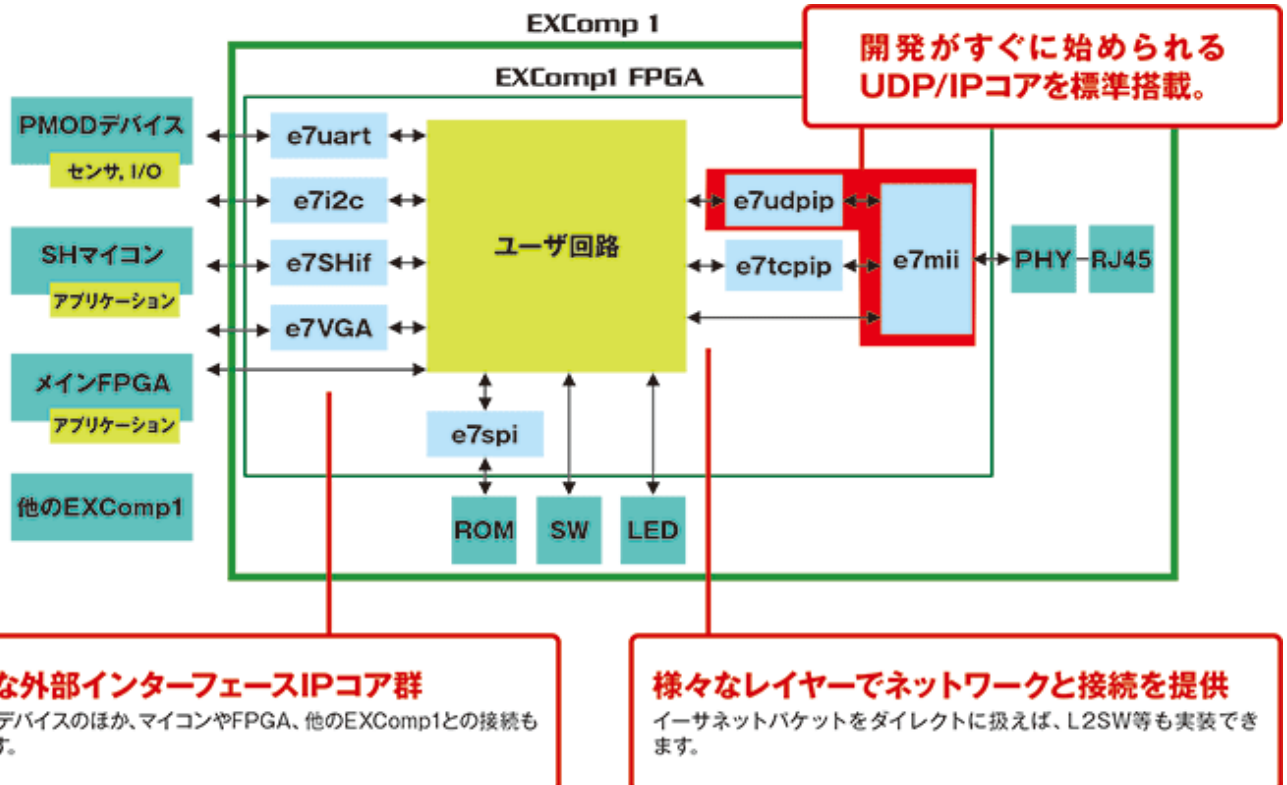 EXComp 1
開発がすぐに始められる
UDP/IPコアを標準搭載。
EXComp1 FPGA
PMODデバイス
センサ, I/O
SHマイコン
アプリケーション
メインFPGA
アプリケーション
他のEXComp1
e7uart
e7i2c
e7SHif
e7VGA
ユーザ回路
e7udpip
e7tcpip
e7mii
PHY
RJ45
e7spi
ROM
SW
LED
な外部インターフェースIPコア群
デバイスのほか、マイコンやFPGA、他のEXComp1との接続も
す。
様々なレイヤーでネットワークと接続を提供
イーサネットパケットをダイレクトに扱えば、L2SW等も実装でき
ます。